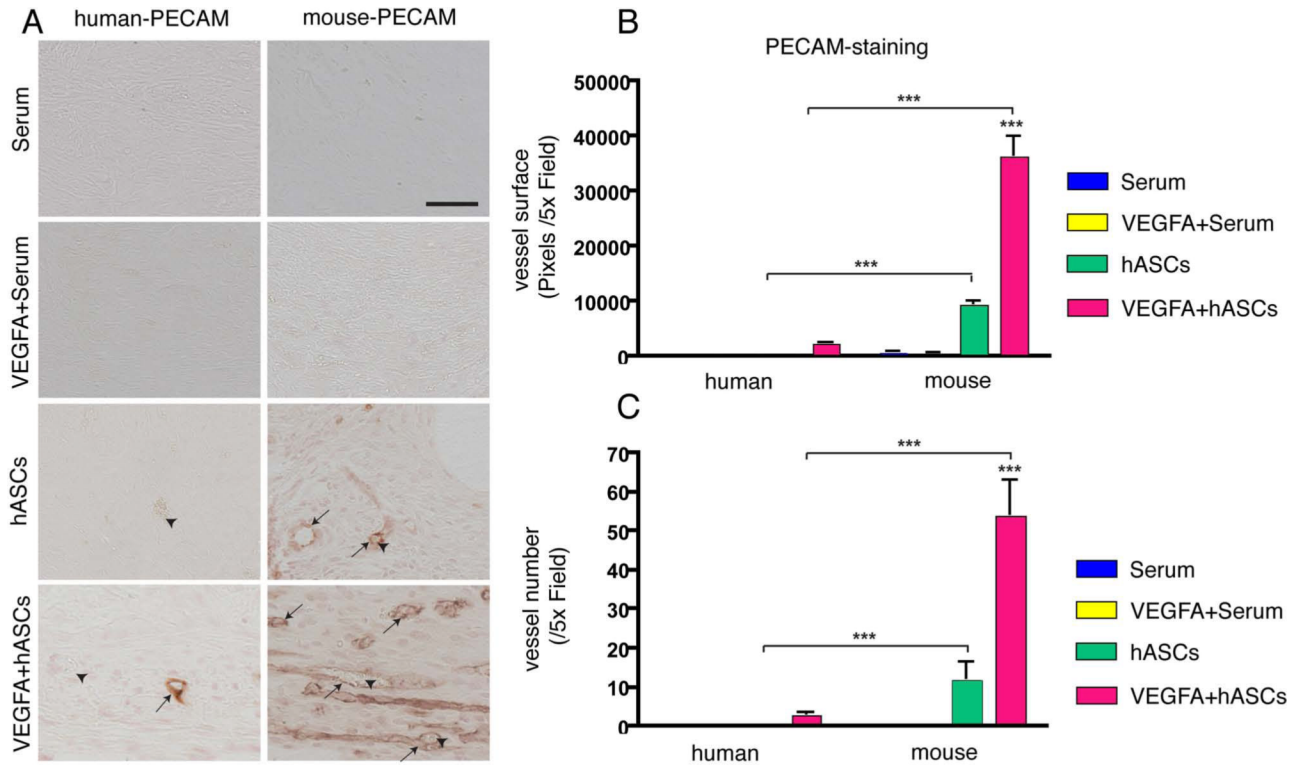 A
human-PECAM
mouse-PECAM
Serum
VEGFA+Serum
hASCs
VEGFA+hASCs
B
PECAM-staining
vessel surface
(Pixels /5x Field)
50000
40000
30000
20000
10000
0
***
***
***
human
mouse
Serum
VEGFA+Serum
hASCs
VEGFA+hASCs
C
vessel number
(/5x Field)
70
60
50
40
30
20
10
0
***
***
***
human
mouse
Serum
VEGFA+Serum
hASCs
VEGFA+hASCs